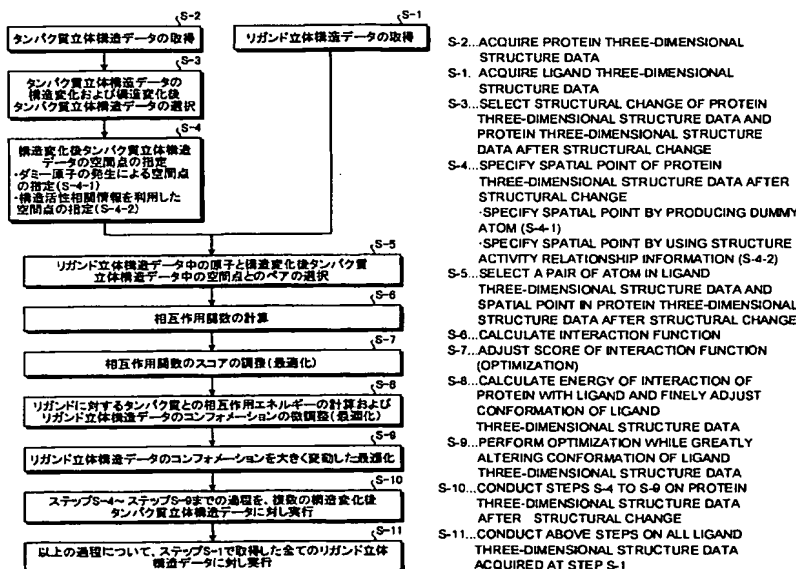 S-2
タンパク質立体構造データの取得
S-1
リガンド立体構造データの取得
S-3
タンパク質立体構造データの
構造変化および構造変化後
タンパク質立体構造データの選択
S-4
構造変化後タンパク質立体構造
データの空間点の指定
・ダミー原子の発生による空間点
の指定(S-4-1)
・構造活性相関情報を利用した
空間点の指定(S-4-2)
S-5
リガンド立体構造データ中の原子と構造変化後タンパク質
立体構造データ中の空間点とのペアの選択
S-6
相互作用関数の計算
S-7
相互作用関数のスコアの調整(最適化)
S-8
リガンドに対するタンパク質との相互作用エネルギーの計算および
リガンド立体構造データのコンフォメーションの微調整(最適化)
S-9
リガンド立体構造データのコンフォメーションを大きく変動した最適化
S-10
ステップS-4～ステップS-9までの過程を、複数の構造変化後
タンパク質立体構造データに対し実行
S-11
以上の過程について、ステップS-1で取得した全てのリガンド立体
構造データに対し実行
S-2...ACQUIRE PROTEIN THREE-DIMENSIONAL
STRUCTURE DATA
S-1. ACQUIRE LIGAND THREE-DIMENSIONAL
STRUCTURE DATA
S-3...SELECT STRUCTURAL CHANGE OF PROTEIN
THREE-DIMENSIONAL STRUCTURE DATA AND
PROTEIN THREE-DIMENSIONAL STRUCTURE
DATA AFTER STRUCTURAL CHANGE
S-4...SPECIFY SPATIAL POINT OF PROTEIN
THREE-DIMENSIONAL STRUCTURE DATA AFTER
STRUCTURAL CHANGE
·SPECIFY SPATIAL POINT BY PRODUCING DUMMY
ATOM (S-4-1)
·SPECIFY SPATIAL POINT BY USING STRUCTURE
ACTIVITY RELATIONSHIP INFORMATION (S-4-2)
S-5...SELECT A PAIR OF ATOM IN LIGAND
THREE-DIMENSIONAL STRUCTURE DATA AND
SPATIAL POINT IN PROTEIN THREE-DIMENSIONAL
STRUCTURE DATA AFTER STRUCTURAL CHANGE
S-6...CALCULATE INTERACTION FUNCTION
S-7...ADJUST SCORE OF INTERACTION FUNCTION
(OPTIMIZATION)
S-8...CALCULATE ENERGY OF INTERACTION OF
PROTEIN WITH LIGAND AND FINELY ADJUST
CONFORMATION OF LIGAND
THREE-DIMENSIONAL STRUCTURE DATA
S-9...PERFORM OPTIMIZATION WHILE GREATLY
ALTERING CONFORMATION OF LIGAND
THREE-DIMENSIONAL STRUCTURE DATA
S-10...CONDUCT STEPS S-4 TO S-9 ON PROTEIN
THREE-DIMENSIONAL STRUCTURE DATA
AFTER STRUCTURAL CHANGE
S-11...CONDUCT ABOVE STEPS ON ALL LIGAND
THREE-DIMENSIONAL STRUCTURE DATA
ACQUIRED AT STEP S-1